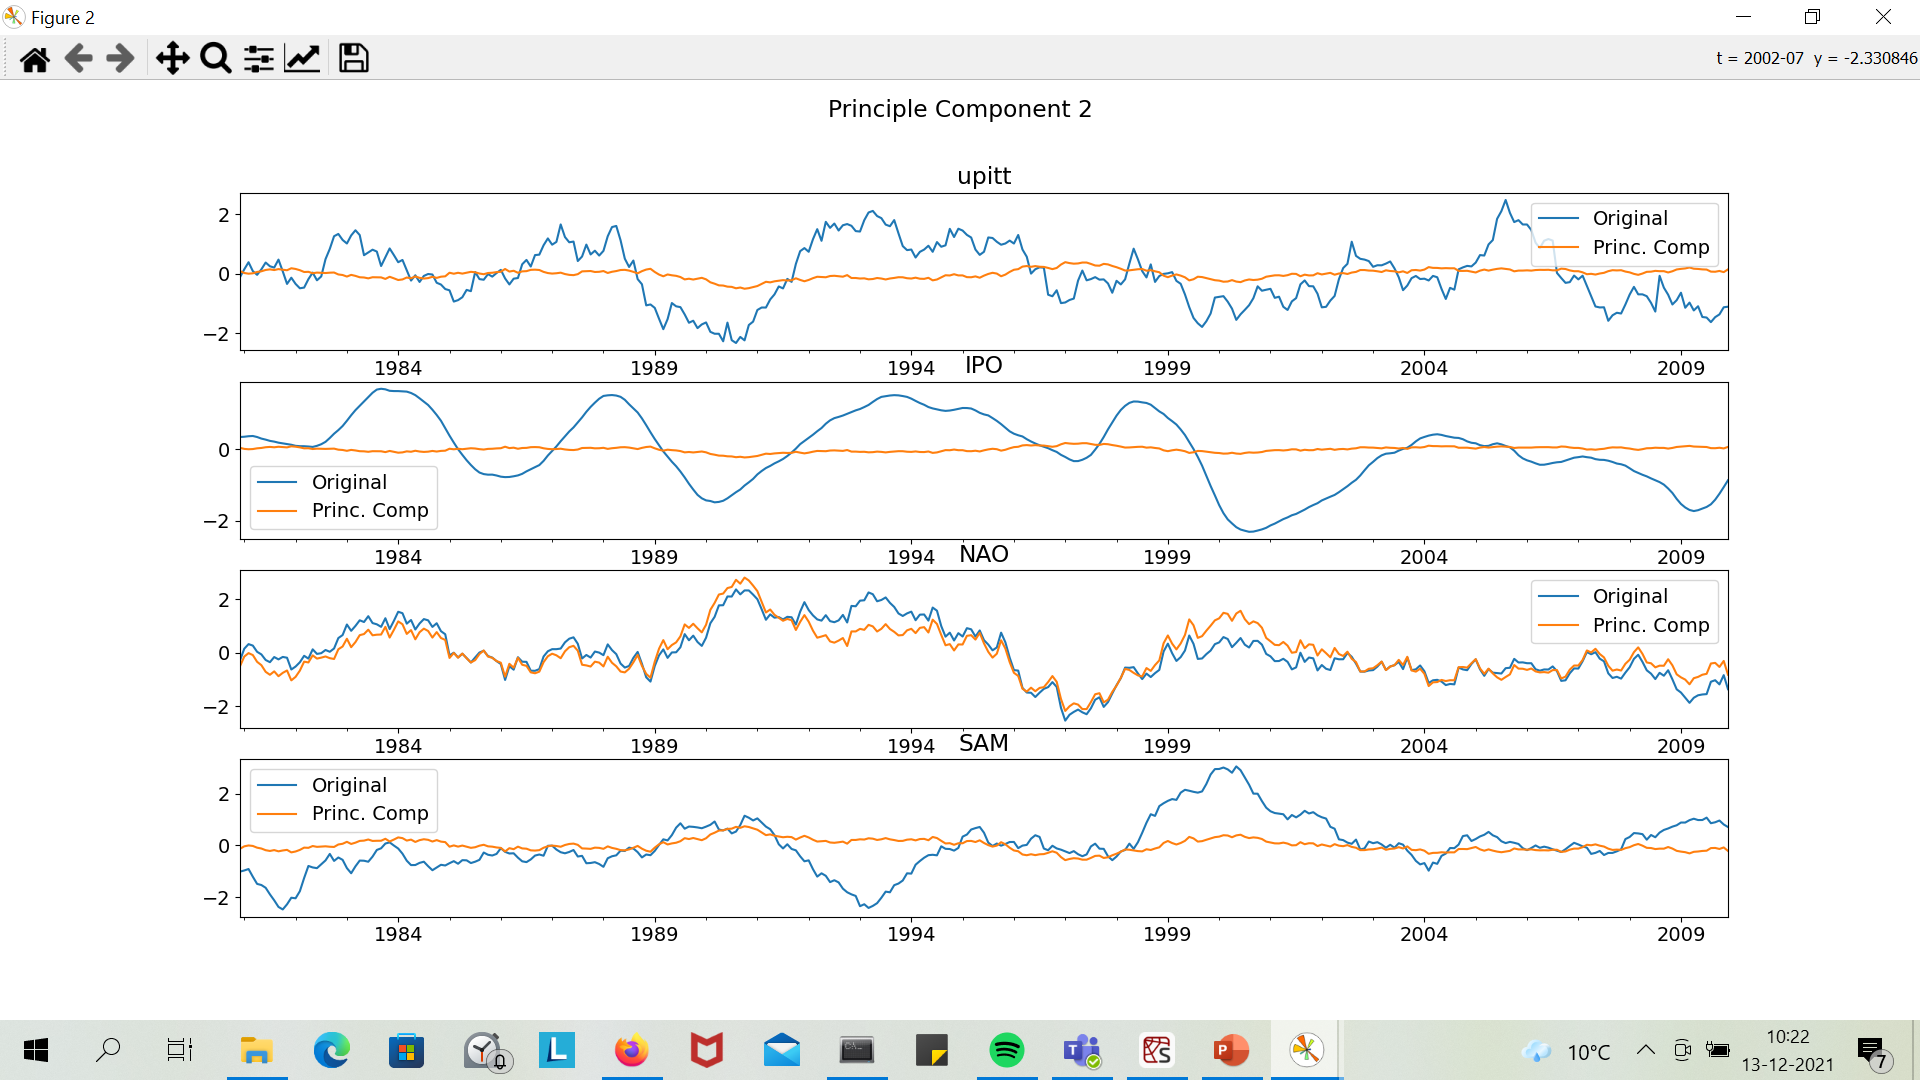 Figure 2
t = 2002-07 y = -2.330846
Principle Component 2
upitt
2
0
−2
Original
Princ. Comp
1984 1989 1994 1999 2004 2009
IPO
0
−2
Original
Princ. Comp
1984 1989 1994 1999 2004 2009
NAO
2
0
−2
Original
Princ. Comp
1984 1989 1994 1999 2004 2009
SAM
2
0
−2
Original
Princ. Comp
1984 1989 1994 1999 2004 2009
L
C:\_
T
S
P
10°C
10:22
13-12-2021
7